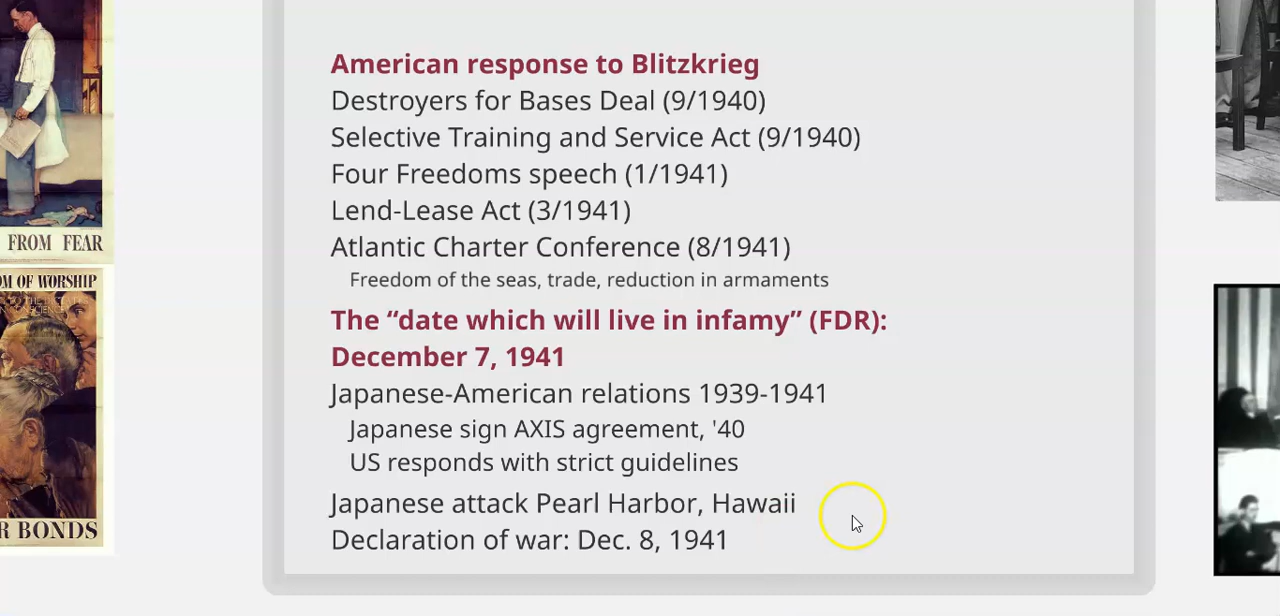 FROM FEAR
OM OF WORSHIP
R BONDS
American response to Blitzkrieg
Destroyers for Bases Deal (9/1940)
Selective Training and Service Act (9/1940)
Four Freedoms speech (1/1941)
Lend-Lease Act (3/1941)
Atlantic Charter Conference (8/1941)
Freedom of the seas, trade, reduction in armaments
The “date which will live in infamy” (FDR):
December 7, 1941
Japanese-American relations 1939-1941
Japanese sign AXIS agreement, '40
US responds with strict guidelines
Japanese attack Pearl Harbor, Hawaii
Declaration of war: Dec. 8, 1941